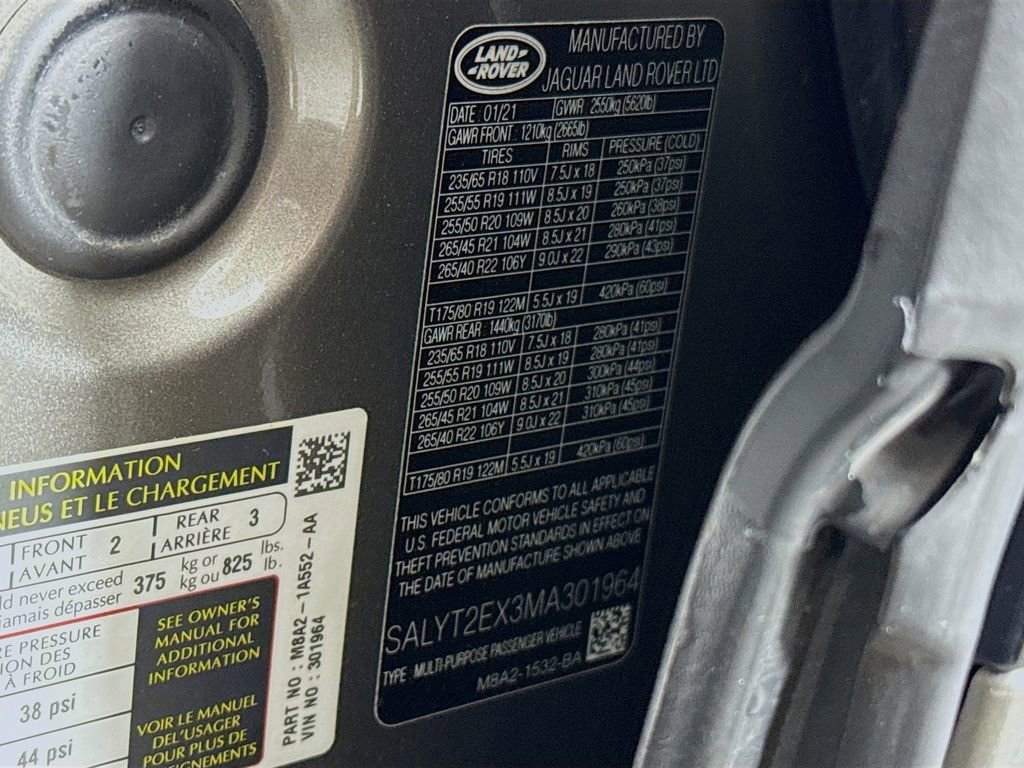 LAND-
-ROVER
MANUFACTURED BY
JAGUAR LAND ROVER LTD
DATE 01/21 GVWR 2550kg (5620lb)
GAWR FRONT : 1210kg (2665lb)
TIRES RIMS PRESSURE (COLD)
235/65 R18 110V 7.5J x 18 250kPa (37psi)
255/55 R19 111W 8.5J x 19 250kPa (37psi)
255/50 R20 109W 8.5J x 20 260kPa (38psi)
265/45 R21 104W 8.5J x 21 280kPa (41psi)
265/40 R22 106Y 9.0J x 22 290kPa (43psi)
T175/80 R19 122M 5.5J x 19 420kPa (60psi)
GAWR REAR : 1440kg (3170lb)
235/65 R18 110V 7.5J x 18 280kPa (41psi)
255/55 R19 111W 8.5J x 19 280kPa (41psi)
255/50 R20 109W 8.5J x 20 300kPa (44psi)
265/45 R21 104W 8.5J x 21 310kPa (45psi)
265/40 R22 106Y 9.0J x 22 310kPa (45psi)
T175/80 R19 122M 5.5J x 19 420kPa (60psi)
THIS VEHICLE CONFORMS TO ALL APPLICABLE
U.S. FEDERAL MOTOR VEHICLE SAFETY AND
THEFT PREVENTION STANDARDS IN EFFECT ON
THE DATE OF MANUFACTURE SHOWN ABOVE
SALYT2EX3MA301964
TYPE : MULTI-PURPOSE PASSENGER VEHICLE
M8A2-1532-BA
INFORMATION
NEUS ET LE CHARGEMENT
FRONT 2 REAR 3
AVANT ARRIÈRE
ld never exceed 375 kg or 825 lbs.
jamais dépasser kg ou lb.
RE PRESSURE
ION DES
À FROID
38 psi
44 psi
SEE OWNER'S
MANUAL FOR
ADDITIONAL
INFORMATION
VOIR LE MANUEL
DEL'USAGER
POUR PLUS DE
SEIGNEMENTS
PART NO : M8A2-1A552-AA
VIN NO : 301964